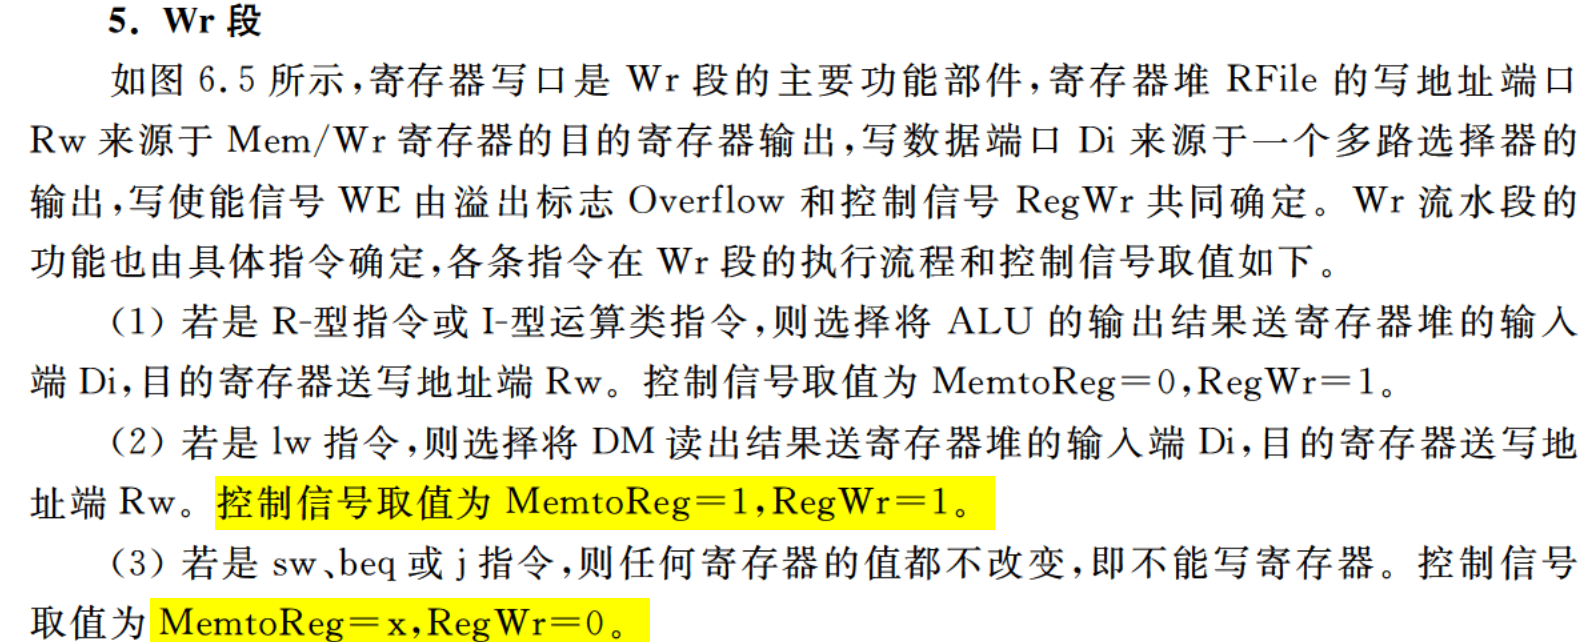 5. Wr 段
如图 6.5 所示,寄存器写口是 Wr 段的主要功能部件,寄存器堆 RFile 的写地址端口
Rw 来源于 Mem/Wr 寄存器的目的寄存器输出,写数据端口 Di 来源于一个多路选择器的
输出,写使能信号 WE 由溢出标志 Overflow 和控制信号 RegWr 共同确定。Wr 流水段的
功能也由具体指令确定,各条指令在 Wr 段的执行流程和控制信号取值如下。
(1) 若是 R-型指令或 I-型运算类指令,则选择将 ALU 的输出结果送寄存器堆的输入
端 Di,目的寄存器送写地址端 Rw。控制信号取值为 MemtoReg=0,RegWr=1。
(2) 若是 lw 指令,则选择将 DM 读出结果送寄存器堆的输入端 Di,目的寄存器送写地
址端 Rw。控制信号取值为 MemtoReg=1,RegWr=1。
(3) 若是 sw、beq 或 j 指令,则任何寄存器的值都不改变,即不能写寄存器。控制信号
取值为 MemtoReg=x,RegWr=0。